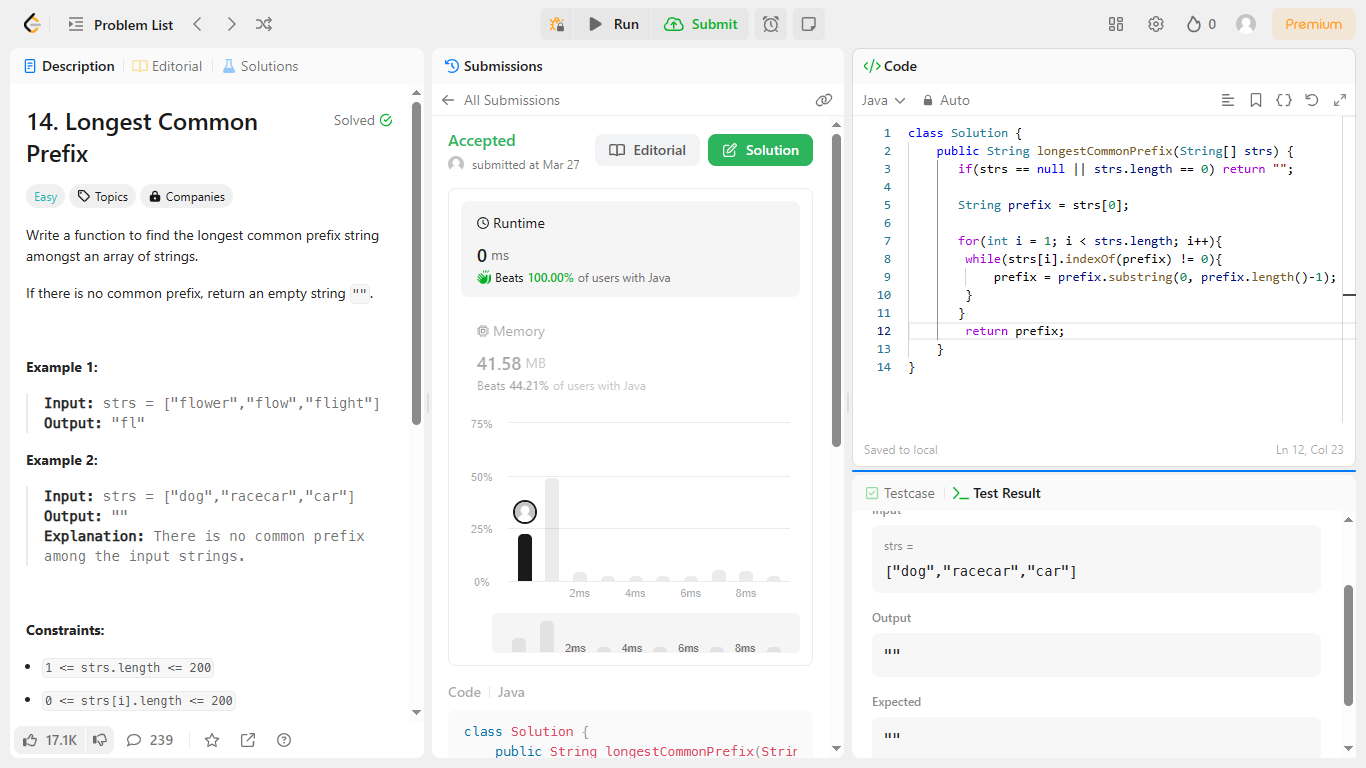 Problem List
Run
Submit
0
Premium
Description
Editorial
Solutions
14. Longest Common
Prefix
Solved
Easy
Topics
Companies
Write a function to find the longest common prefix string
amongst an array of strings.
If there is no common prefix, return an empty string "".
Example 1:
Input: strs = ["flower","flow","flight"]
Output: "fl"
Example 2:
Input: strs = ["dog","racecar","car"]
Output: ""
Explanation: There is no common prefix
among the input strings.
Constraints:
1 <= strs.length <= 200
0 <= strs[i].length <= 200
17.1K
239
Submissions
All Submissions
Accepted
submitted at Mar 27
Editorial
Solution
Runtime
0 ms
Beats 100.00% of users with Java
Memory
41.58 MB
Beats 44.21% of users with Java
75%
50%
25%
0%
2ms 4ms 6ms 8ms
2ms 4ms 6ms 8ms
Code
Java
class Solution {
public String longestCommonPrefix(Strin
Code
Java
Auto
1 class Solution {
2 public String longestCommonPrefix(String[] strs) {
3 if(strs == null || strs.length == 0) return "";
4
5 String prefix = strs[0];
6
7 for(int i = 1; i < strs.length; i++){
8 while(strs[i].indexOf(prefix) != 0){
9 prefix = prefix.substring(0, prefix.length()-1);
10 }
11 }
12 return prefix;
13 }
14 }
Saved to local
Ln 12, Col 23
Testcase
Test Result
Input
strs =
["dog","racecar","car"]
Output
""
Expected
""